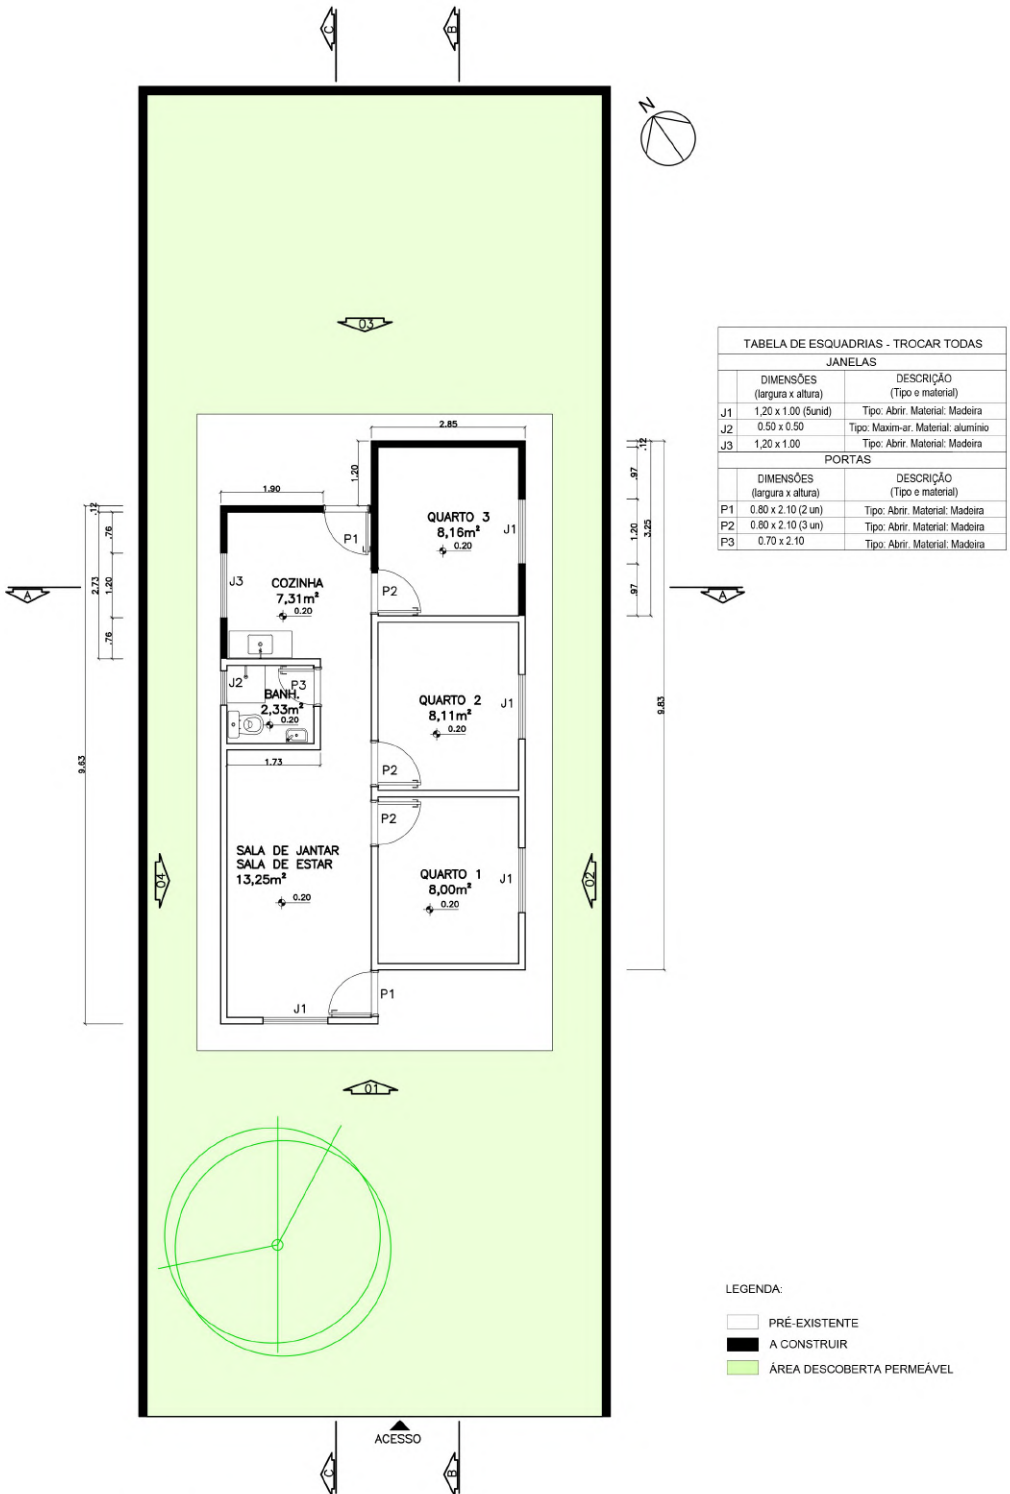 C
B
N
03
TABELA DE ESQUADRIAS - TROCAR TODAS
JANELAS
DIMENSÕES
(largura x altura)
DESCRIÇÃO
(Tipo e material)
J1 1,20 x 1.00 (5unid) Tipo: Abrir. Material: Madeira
J2 0.50 x 0.50 Tipo: Maxim-ar. Material: alumínio
J3 1,20 x 1.00 Tipo: Abrir. Material: Madeira
PORTAS
DIMENSÕES
(largura x altura)
DESCRIÇÃO
(Tipo e material)
P1 0.80 x 2.10 (2 un) Tipo: Abrir. Material: Madeira
P2 0.80 x 2.10 (3 un) Tipo: Abrir. Material: Madeira
P3 0.70 x 2.10 Tipo: Abrir. Material: Madeira
2.85
.12
1.20
.97
1.90
.12
QUARTO 3
8,16m²
0.20
J1
P1
.76
1.20
3.25
J3
COZINHA
7,31m²
0.20
P2
2.73
1.20
.97
A
A
.76
J2
P3
BANH.
2,33m²
0.20
QUARTO 2
8,11m²
0.20
J1
9.83
1.73
9.63
P2
P2
SALA DE JANTAR
SALA DE ESTAR
13,25m²
0.20
QUARTO 1
8,00m²
0.20
J1
04
02
P1
J1
01
LEGENDA:
PRÉ-EXISTENTE
A CONSTRUIR
ÁREA DESCOBERTA PERMEÁVEL
ACESSO
C
B